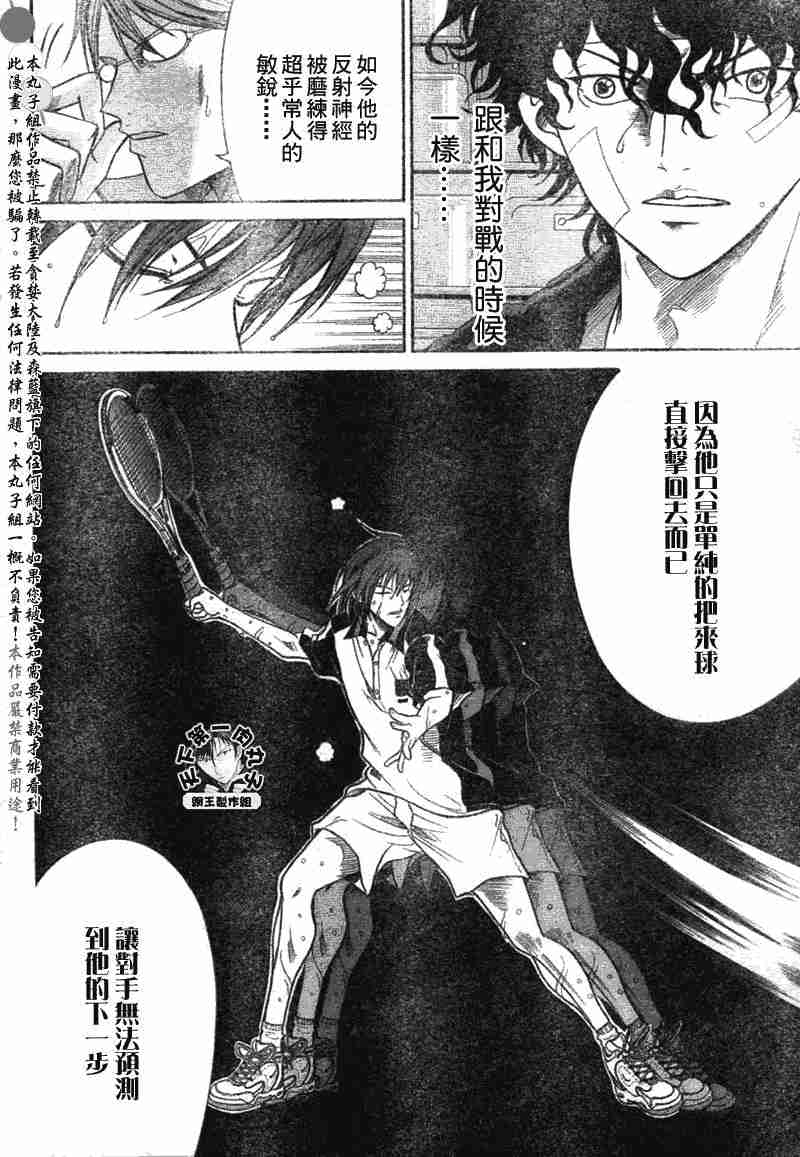 跟和我對戰的時候
一樣……
如今他的
反射神經
被磨練得
超乎常人的
敏銳……
因為他只是單純的把來球
直接擊回去而已
讓對手無法預測
到他的下一步
天下第一肉丸子
網王製作組
本丸子組作品禁止轉載至貪婪大陸及森藍旗下的任何網站。如果您被告知需要付款才能看到
此漫畫，那麼您被騙了。若發生任何法律問題，本丸子組一概不負責！本作品嚴禁商業用途！